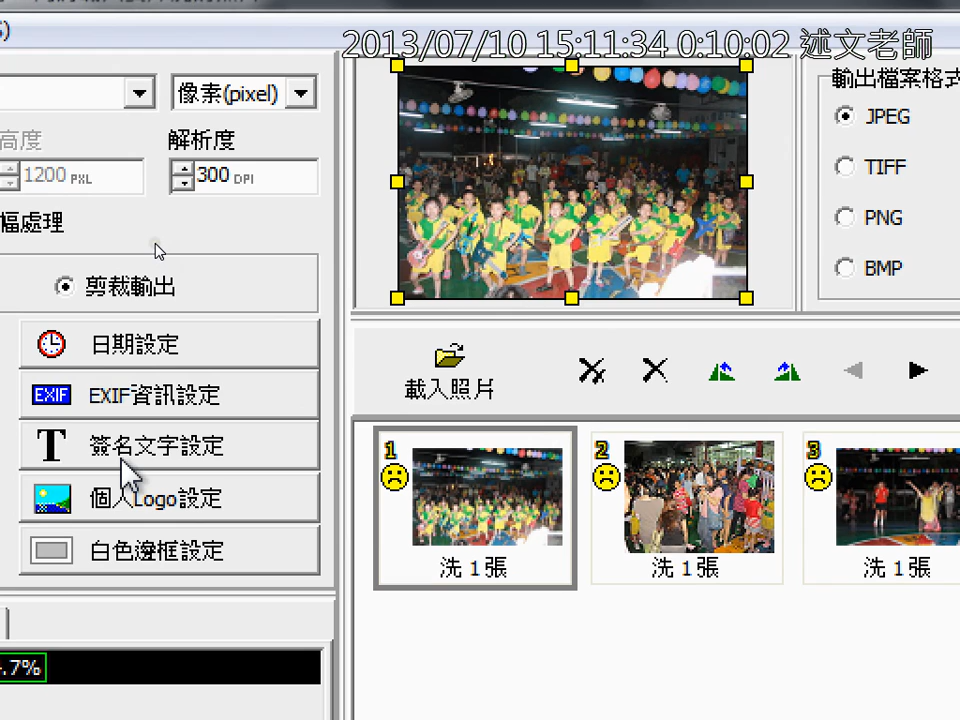 2013/07/10 15:11:34 0:10:02 述文老師
像素(pixel)
輸出檔案格式
高度
解析度
1200 PXL
300 DPI
JPEG
TIFF
PNG
BMP
幅處理
剪裁輸出
日期設定
EXIF EXIF資訊設定
T 簽名文字設定
個人Logo設定
白色邊框設定
載入照片
1
2
3
洗 1 張
洗 1 張
洗 1 張
.7%